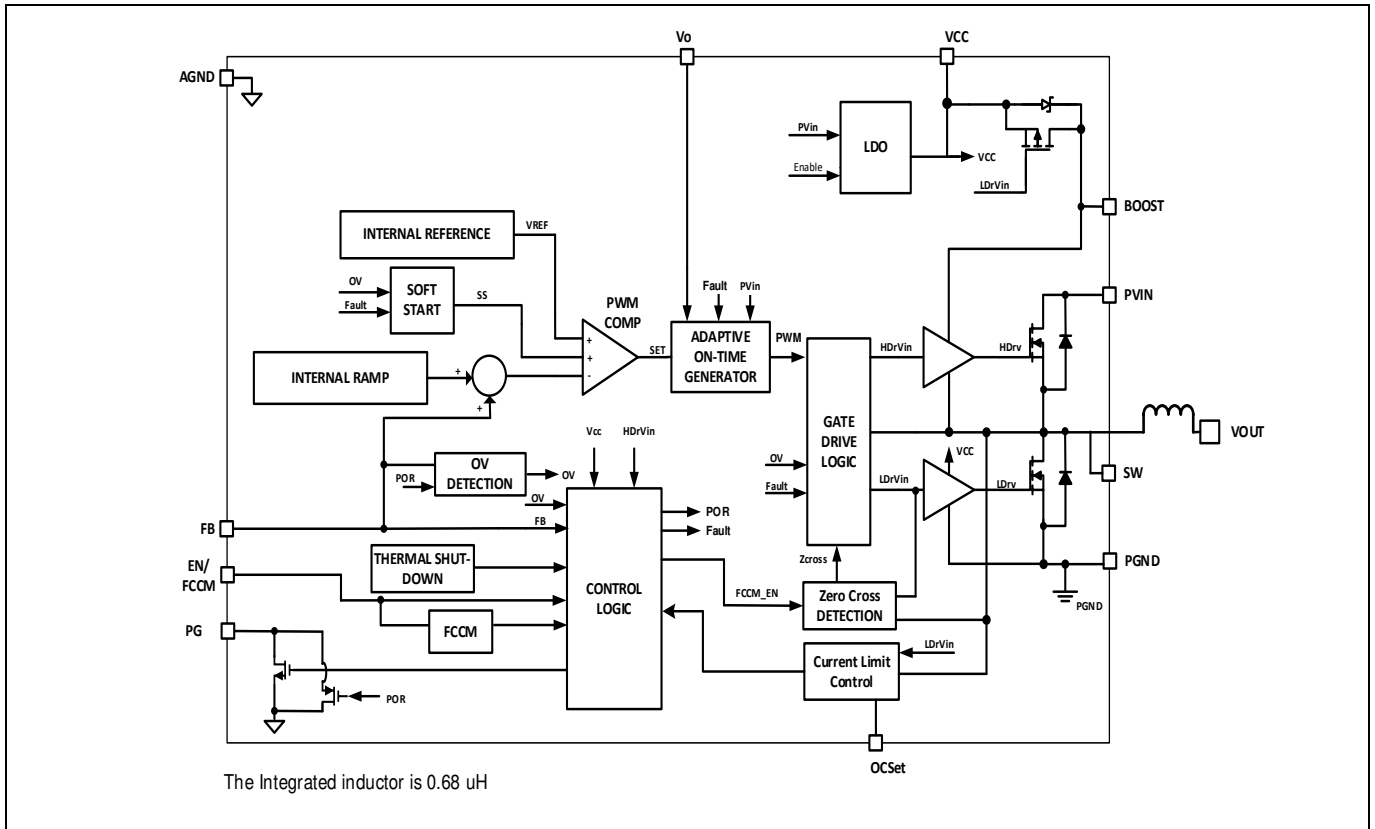 Vo
VCC
AGND
PVin
Enable
LDO
VCC
LDrVin
BOOST
INTERNAL REFERENCE
VREF
OV
Fault
SOFT
START
SS
PWM
COMP
+
+
-
SET
Fault
PVin
ADAPTIVE
ON-TIME
GENERATOR
PWM
INTERNAL RAMP
+
+
GATE
DRIVE
LOGIC
HDrVin
HDrv
PVIN
VOUT
SW
OV
Fault
LDrVin
VCC
LDrv
PGND
PGND
Zcross
Vcc
HDrVin
POR
OV
DETECTION
OV
OV
FB
FB
POR
Fault
THERMAL SHUT-
DOWN
EN/
FCCM
CONTROL
LOGIC
FCCM_EN
Zero Cross
DETECTION
FCCM
PG
POR
Current Limit
Control
LDrVin
OCSet
The Integrated inductor is 0.68 uH